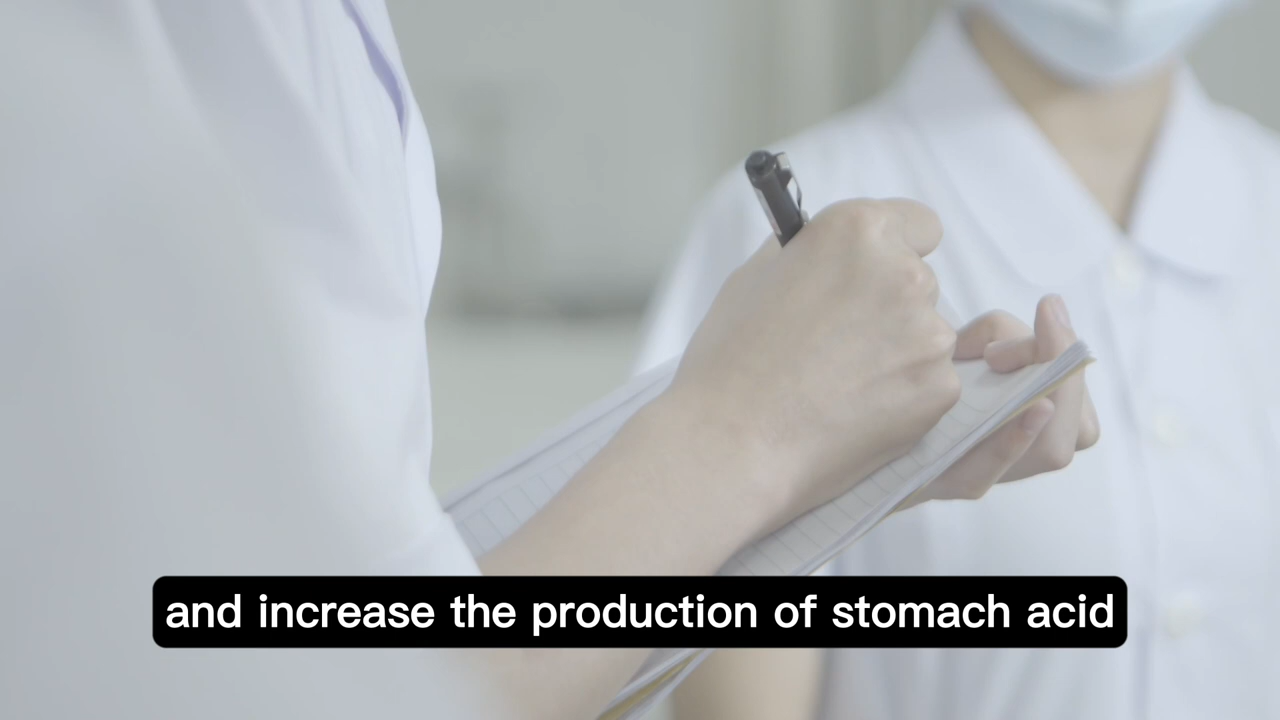 and increase the production of stomach acid